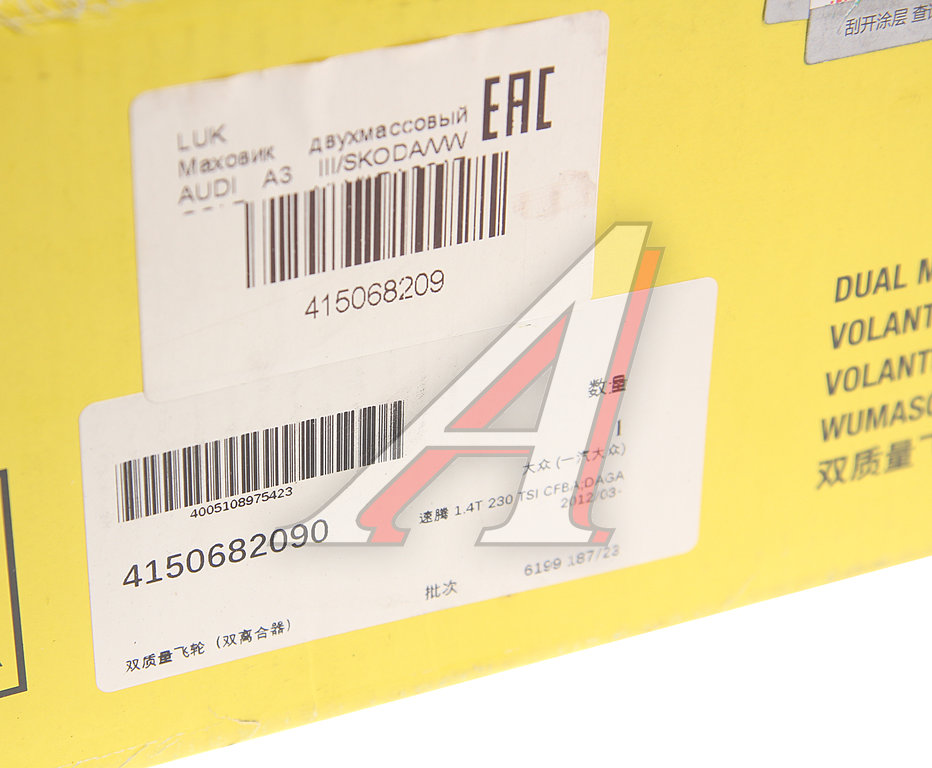 刮开涂层 查
EAC
LUK
Маховик двухмассовый
AUDI A3 III/SKODA/VW
415068209
数量
1
大众 (一汽大众)
速腾 1.4T 230 TSI CFBA;DAGA
2012/03-
4005108975423
4150682090
批次 6199 187/23
双质量飞轮 (双离合器)
DUAL
VOLANT
VOLANT
WUMAS
双质量飞